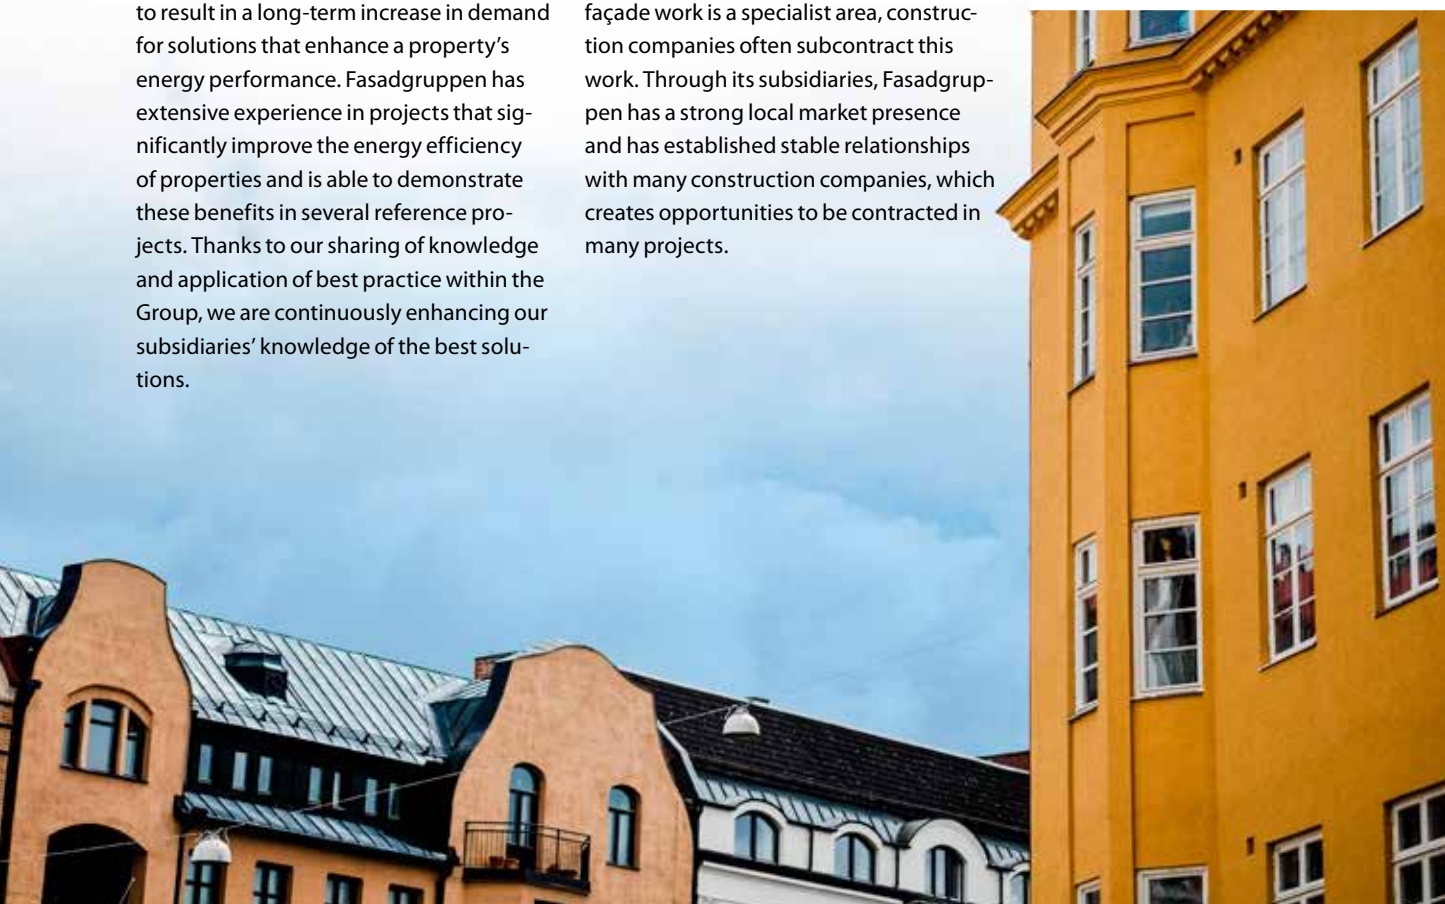 to result in a long-term increase in demand
for solutions that enhance a property’s
energy performance. Fasadgruppen has
extensive experience in projects that sig-
nificantly improve the energy efficiency
of properties and is able to demonstrate
these benefits in several reference pro-
jects. Thanks to our sharing of knowledge
and application of best practice within the
Group, we are continuously enhancing our
subsidiaries’ knowledge of the best solu-
tions.
façade work is a specialist area, construc-
tion companies often subcontract this
work. Through its subsidiaries, Fasadgrup-
pen has a strong local market presence
and has established stable relationships
with many construction companies, which
creates opportunities to be contracted in
many projects.